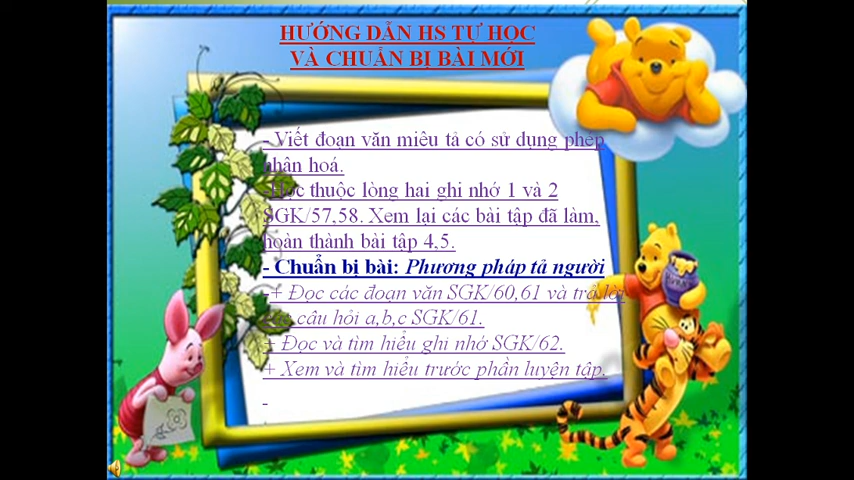 HƯỚNG DẪN HS TỰ HỌC
VÀ CHUẨN BỊ BÀI MỚI
- Viết đoạn văn miêu tả có sử dụng phép
nhân hoá.
-Học thuộc lòng hai ghi nhớ 1 và 2
SGK/57,58. Xem lại các bài tập đã làm,
hoàn thành bài tập 4,5.
- Chuẩn bị bài: Phương pháp tả người
-+ Đọc các đoạn văn SGK/60,61 và trả lời
câu hỏi a,b,c SGK/61.
+ Đọc và tìm hiểu ghi nhớ SGK/62.
+ Xem và tìm hiểu trước phần luyện tập.
-